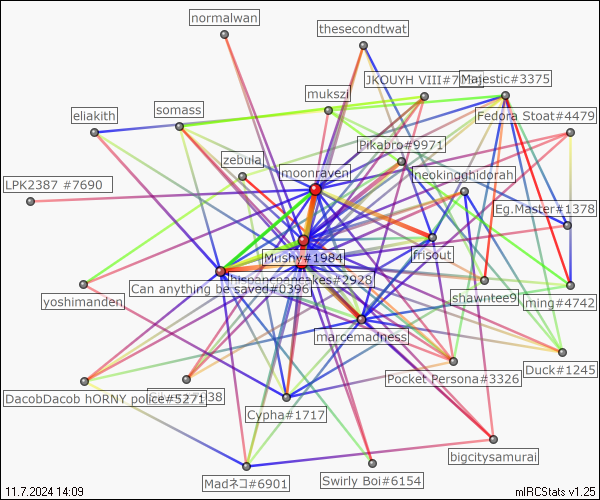 normalwan
thesecondtwat
JKOUYH VIII#7
Majestic#3375
mukszil
Fedora Stoat#4479
eliakith
somass
Pikabro#9971
zebula
moonraven
neokingghidorah
LPK2387 #7690
Eg.Master#1378
Mushy#1984
frisout
Can anything be saved#0396
cakes#2928
yoshimanden
shawntee9
ming#4742
marcemadness
Duck#1245
Pocket Persona#3326
DacobDacob hORNY police#5271
938
Cypha#1717
bigcitysamurai
Madネコ#6901
Swirly Boi#6154
11.7.2024 14:09
mIRCStats v1.25